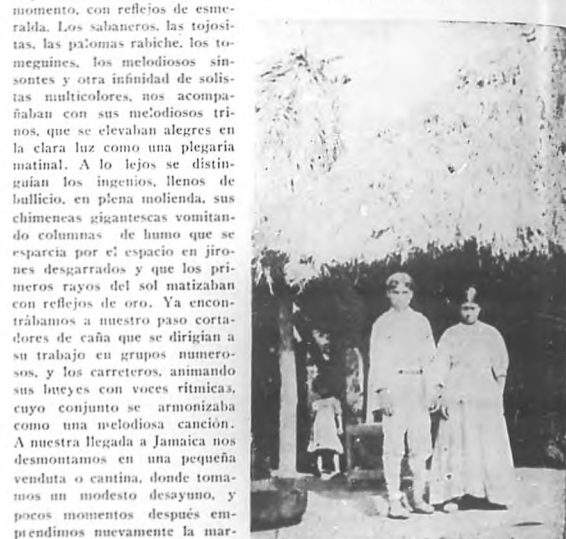 momento, con reflejos de esme-
ralda. Los sabaneros, las tojosi-
tas, las palomas rabiche, los to-
meguines, los melodiosos sin-
sontes y otra infinidad de solis-
tas multicolores, nos acompa-
ñaban con sus melodiosos tri-
nos, que se elevaban alegres en
la clara luz como una plegaria
matinal. A lo lejos se distin-
guían los ingenios, llenos de
bullicio, en plena molienda, sus
chimeneas gigantescas vomitan-
do columnas de humo que se
esparcía por el espacio en jiro-
nes desgarrados y que los pri-
meros rayos del sol matizaban
con reflejos de oro. Ya encon-
trábamos a nuestro paso corta-
dores de caña que se dirigían a
su trabajo en grupos numero-
sos, y los carreteros, animando
sus bueyes con voces rítmicas,
cuyo conjunto se armonizaba
como una melodiosa canción.
A nuestra llegada a Jamaica nos
desmontamos en una pequeña
venduta o cantina, donde toma-
mos un modesto desayuno, y
pocos momentos después em-
prendimos nuevamente la mar-